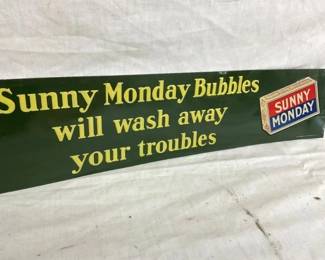 Sunny Monday Bubbles
will wash away
your troubles
SUNNY
MONDAY